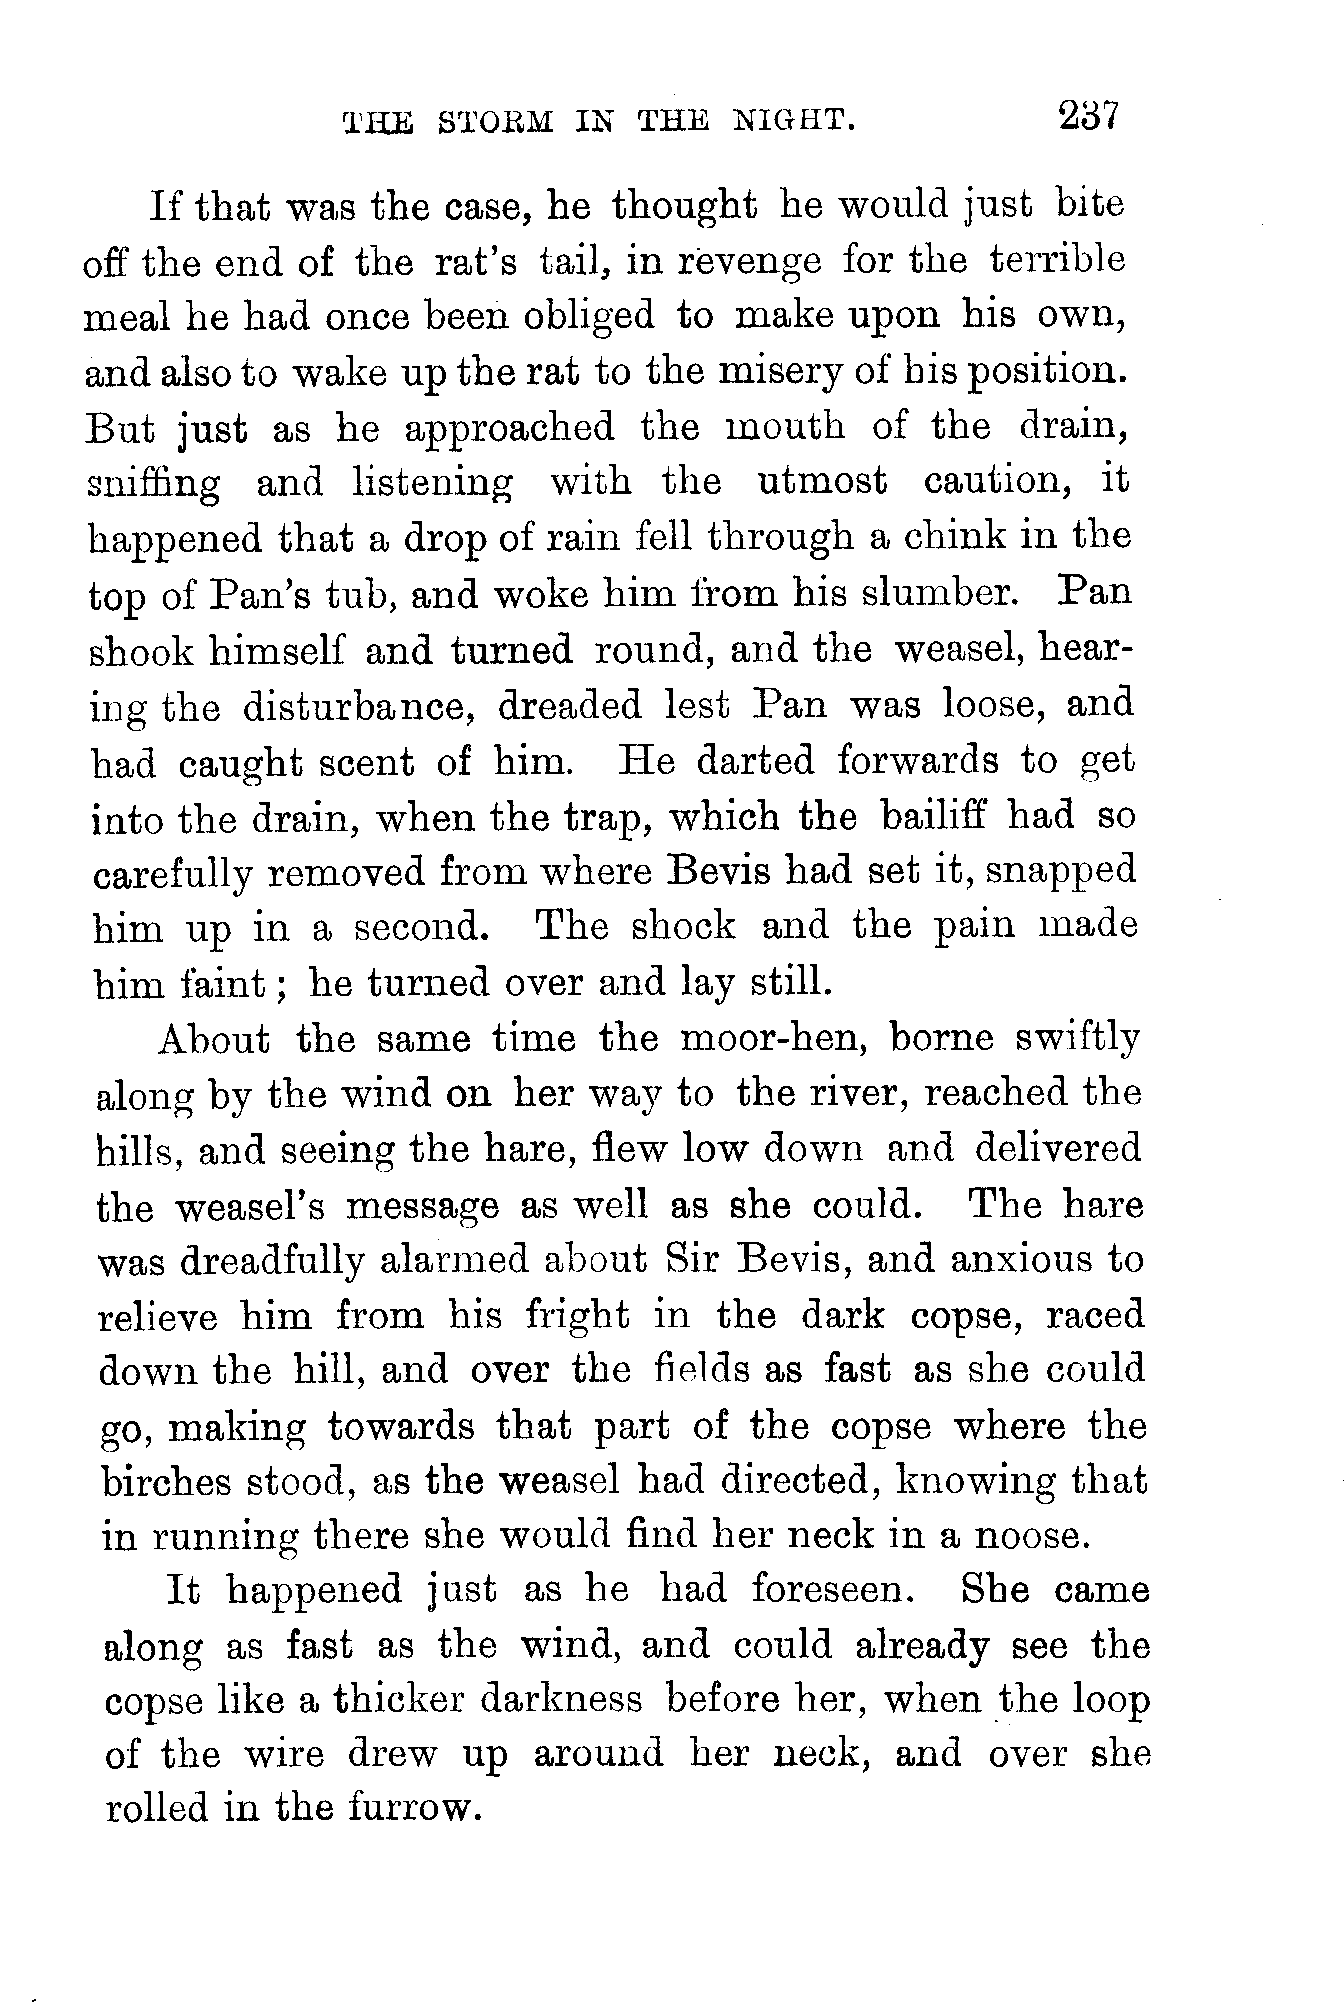 THE STORM IN THE NIGHT. 237
If that was the case, he thought he would just bite
off the end of the rat's tail, in revenge for the terrible
meal he had once been obliged to make upon his own,
and also to wake up the rat to the misery of his position.
But just as he approached the mouth of the drain,
sniffing and listening with the utmost caution, it
happened that a drop of rain fell through a chink in the
top of Pan's tub, and woke him from his slumber. Pan
shook himself and turned round, and the weasel, hear-
ing the disturbance, dreaded lest Pan was loose, and
had caught scent of him. He darted forwards to get
into the drain, when the trap, which the bailiff had so
carefully removed from where Bevis had set it, snapped
him up in a second. The shock and the pain made
him faint ; he turned over and lay still.
About the same time the moor-hen, borne swiftly
along by the wind on her way to the river, reached the
hills, and seeing the hare, flew low down and delivered
the weasel's message as well as she could. The hare
was dreadfully alarmed about Sir Bevis, and anxious to
relieve him from his fright in the dark copse, raced
down the hill, and over the fields as fast as she could
go, making towards that part of the copse where the
birches stood, as the weasel had directed, knowing that
in running there she would find her neck in a noose.
It happened just as he had foreseen. She came
along as fast as the wind, and could already see the
copse like a thicker darkness before her, when the loop
of the wire drew up around her neck, and over she
rolled in the furrow.